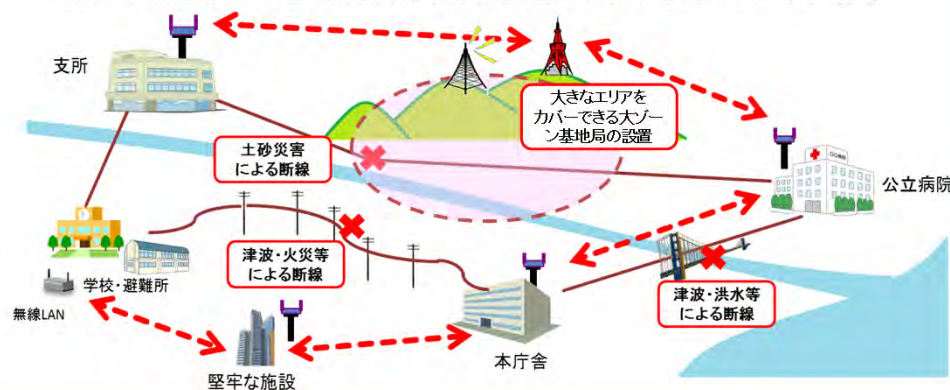 支所
大きなエリアを
カバーできる大ゾー
ン基地局の設置
土砂災害
による断線
公立病院
津波・火災等
による断線
学校・避難所
無線LAN
津波・洪水等
による断線
本庁舎
堅牢な施設